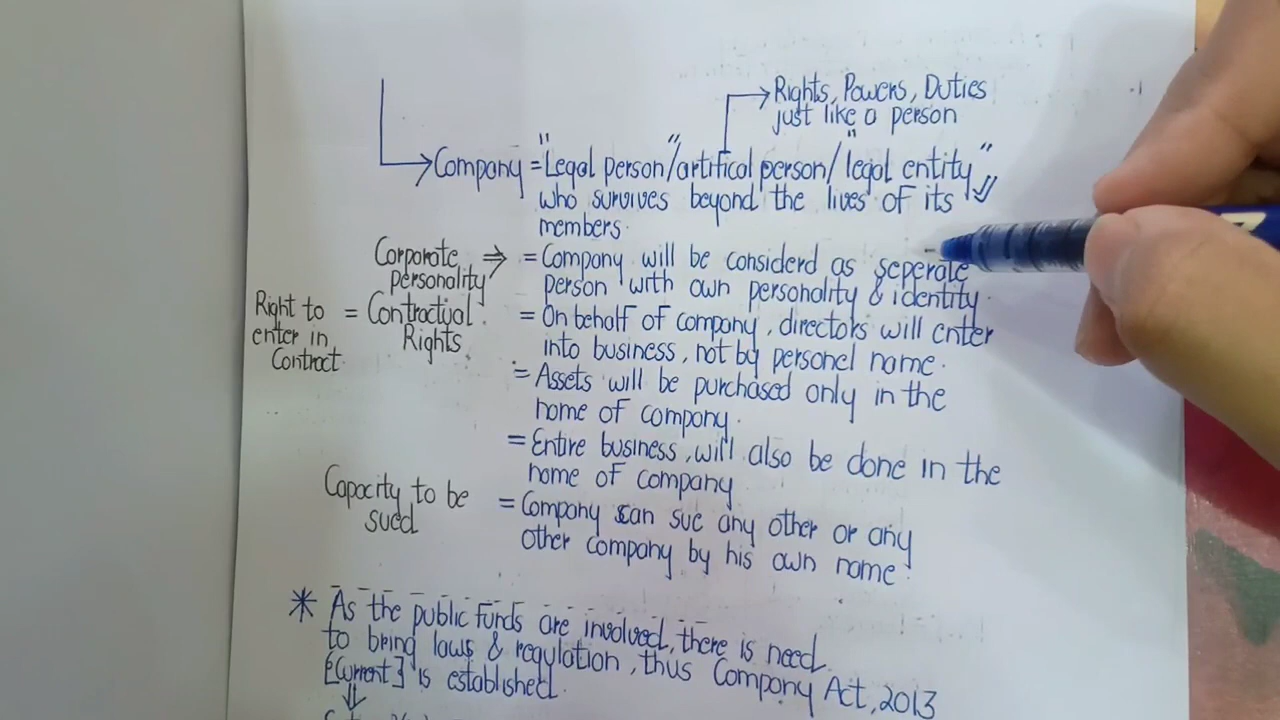 Rights, Powers, Duties
just like a person
Company = "Legal person"/artifical person/"legal entity"
who survives beyond the lives of its
members.
Corporate personality ⇒ = Company will be considerd as seperate
person with own personality & identity.
Right to enter in Contract = Contractual Rights = On behalf of company, directors will enter
into business, not by personel name.
= Assets will be purchased only in the
name of company.
= Entire business, will also be done in the
name of company
Capacity to be sued = Company can sue any other or any
other company by his own name.
* As the public funds are involved, there is need
to bring laws & regulation, thus Company Act, 2013
[Current] is established.